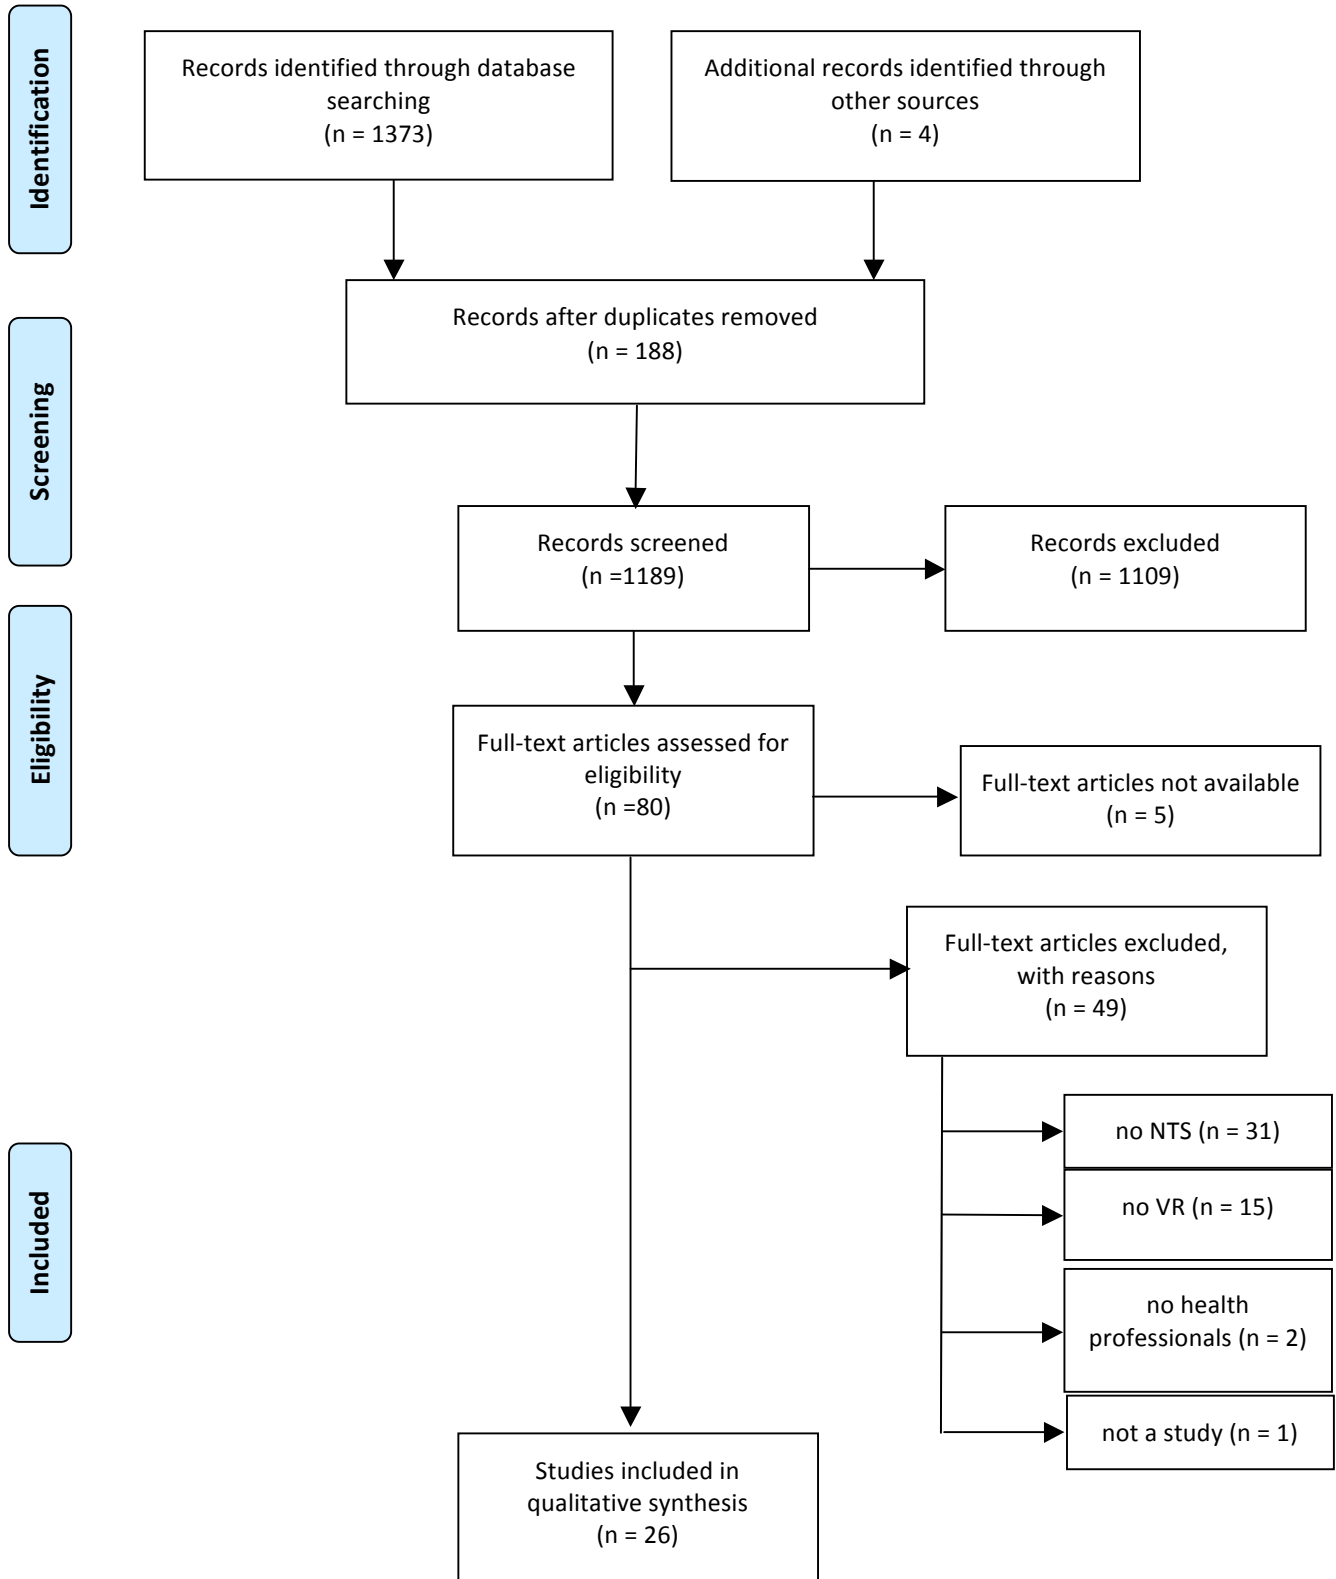 Identification
Records identified through database
searching
(n = 1373)
Additional records identified through
other sources
(n = 4)
Records after duplicates removed
(n = 188)
Screening
Records screened
(n =1189)
Records excluded
(n = 1109)
Eligibility
Full-text articles assessed for
eligibility
(n =80)
Full-text articles not available
(n = 5)
Full-text articles excluded,
with reasons
(n = 49)
no NTS (n = 31)
no VR (n = 15)
no health
professionals (n = 2)
not a study (n = 1)
Included
Studies included in
qualitative synthesis
(n = 26)